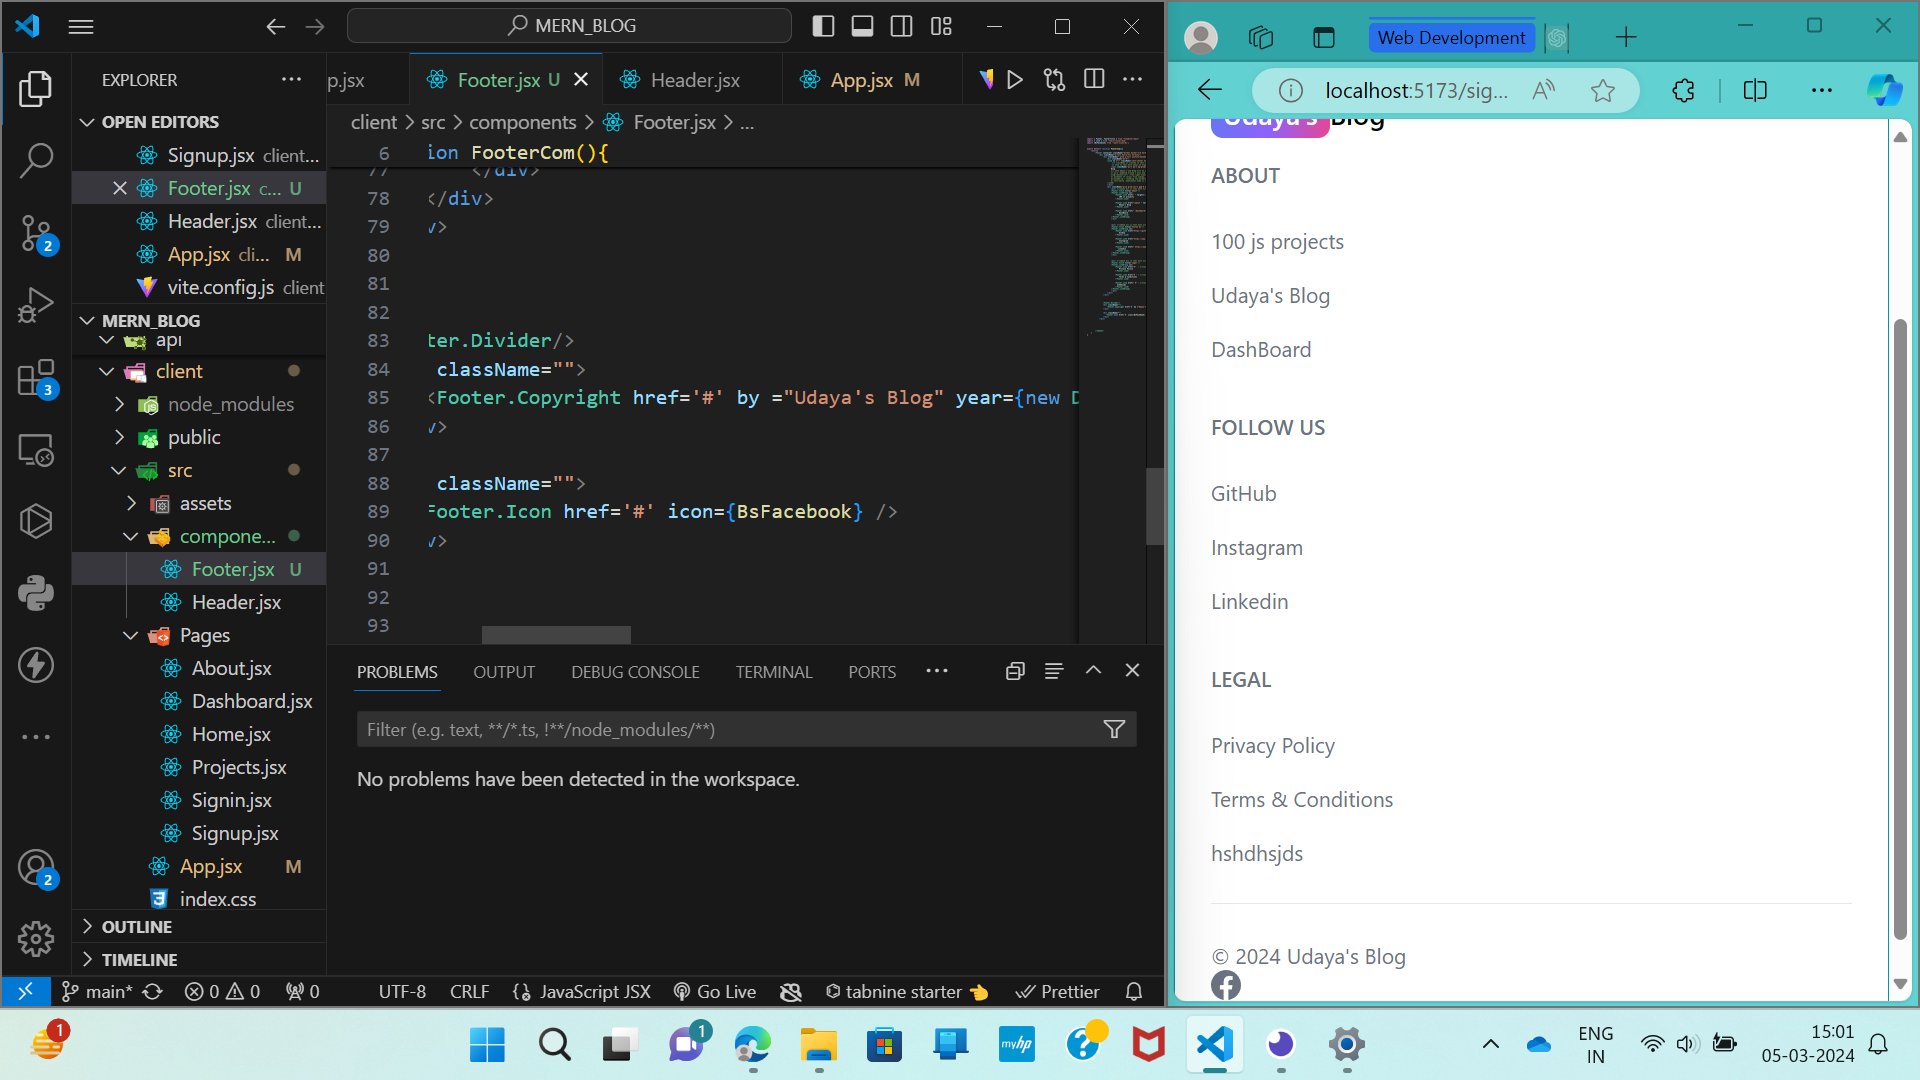 MERN_BLOG
EXPLORER
p.jsx
Footer.jsx U
Header.jsx
App.jsx M
OPEN EDITORS
Signup.jsx client...
Footer.jsx c... U
Header.jsx client...
App.jsx cli... M
vite.config.js client
MERN_BLOG
api
client
node_modules
public
src
assets
compone...
Footer.jsx U
Header.jsx
Pages
About.jsx
Dashboard.jsx
Home.jsx
Projects.jsx
Signin.jsx
Signup.jsx
App.jsx M
index.css
OUTLINE
TIMELINE
2
3
2
client > src > components > Footer.jsx > ...
6 ion FooterCom(){
77 </div>
78 </div>
79 v>
80
81
82
83 ter.Divider/>
84 className="">
85 <Footer.Copyright href='#' by ="Udaya's Blog" year={new D
86 v>
87
88 className="">
89 Footer.Icon href='#' icon={BsFacebook} />
90 v>
91
92
93
PROBLEMS
OUTPUT
DEBUG CONSOLE
TERMINAL
PORTS
Filter (e.g. text, **/*.ts, !**/node_modules/**)
No problems have been detected in the workspace.
main* 0 0 0 UTF-8 CRLF {} JavaScript JSX Go Live tabnine starter Prettier
Web Development
localhost:5173/sig...
Udaya's Blog
ABOUT
100 js projects
Udaya's Blog
DashBoard
FOLLOW US
GitHub
Instagram
Linkedin
LEGAL
Privacy Policy
Terms & Conditions
hshdhsjds
© 2024 Udaya's Blog
1
1
myhp
ENG
IN
15:01
05-03-2024